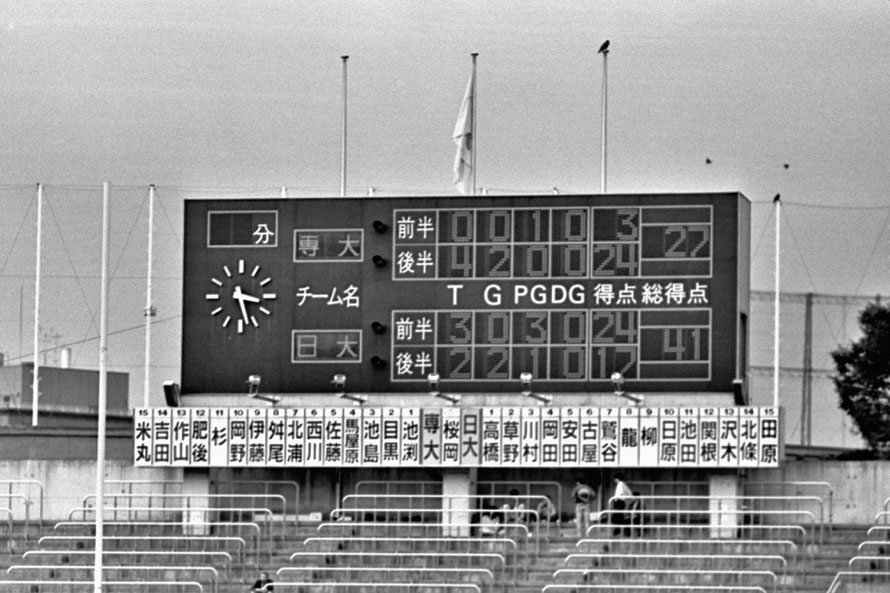 分
専大 前半 0 0 1 0 3 27
後半 4 2 0 0 24
チーム名 T G PG DG 得点 総得点
日大 前半 3 0 3 0 24 41
後半 2 2 1 0 17
15 14 13 12 11 10 9 8 7 6 5 4 3 2 1 1 2 3 4 5 6 7 8 9 10 11 12 13 14 15
米丸 吉田 作山 肥後 杉 岡野 伊藤 舛尾 北浦 西川 佐藤 馬屋原 池島 目黒 池渕 専大 桜岡 日大 高橋 草野 川村 岡田 安田 古屋 鷲谷 龍 柳 日原 池田 関根 沢木 北條 田原